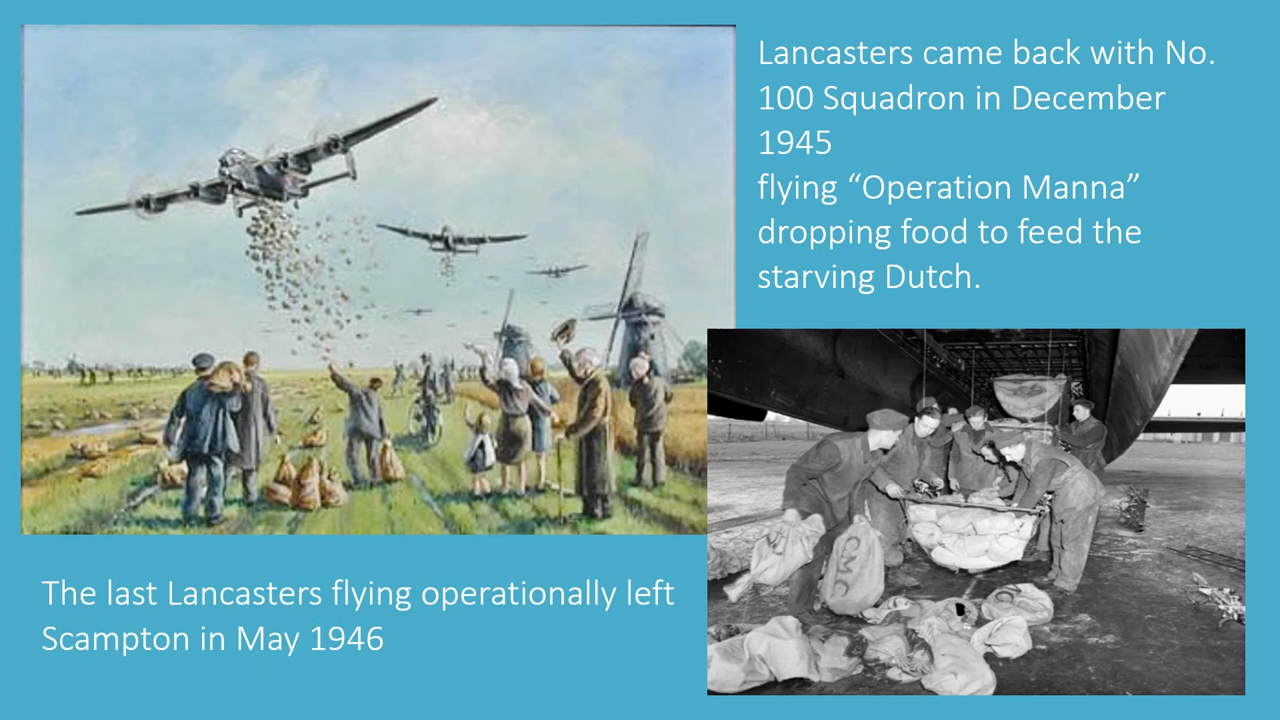 Lancasters came back with No.
100 Squadron in December
1945
flying “Operation Manna”
dropping food to feed the
starving Dutch.
CMC
The last Lancasters flying operationally left
Scampton in May 1946